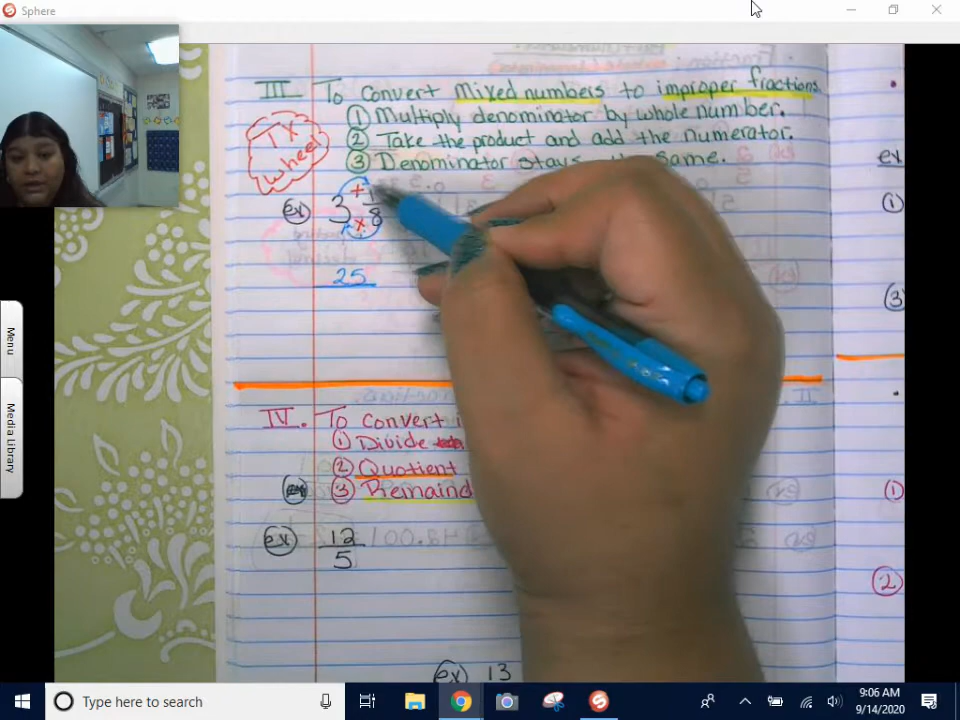 Sphere
III. To Convert Mixed numbers to improper fractions
① Multiply denominator by whole number.
② Take the product and add the numerator.
③ Denominator stays same.
TX Wheel
ex 3 + 1
x 8
25
IV. To Convert
① Divide
② Quotient
③ Remaind
ex 12
5
ex 13
ex
①
③
①
②
Menu
Media Library
Type here to search
9:06 AM
9/14/2020